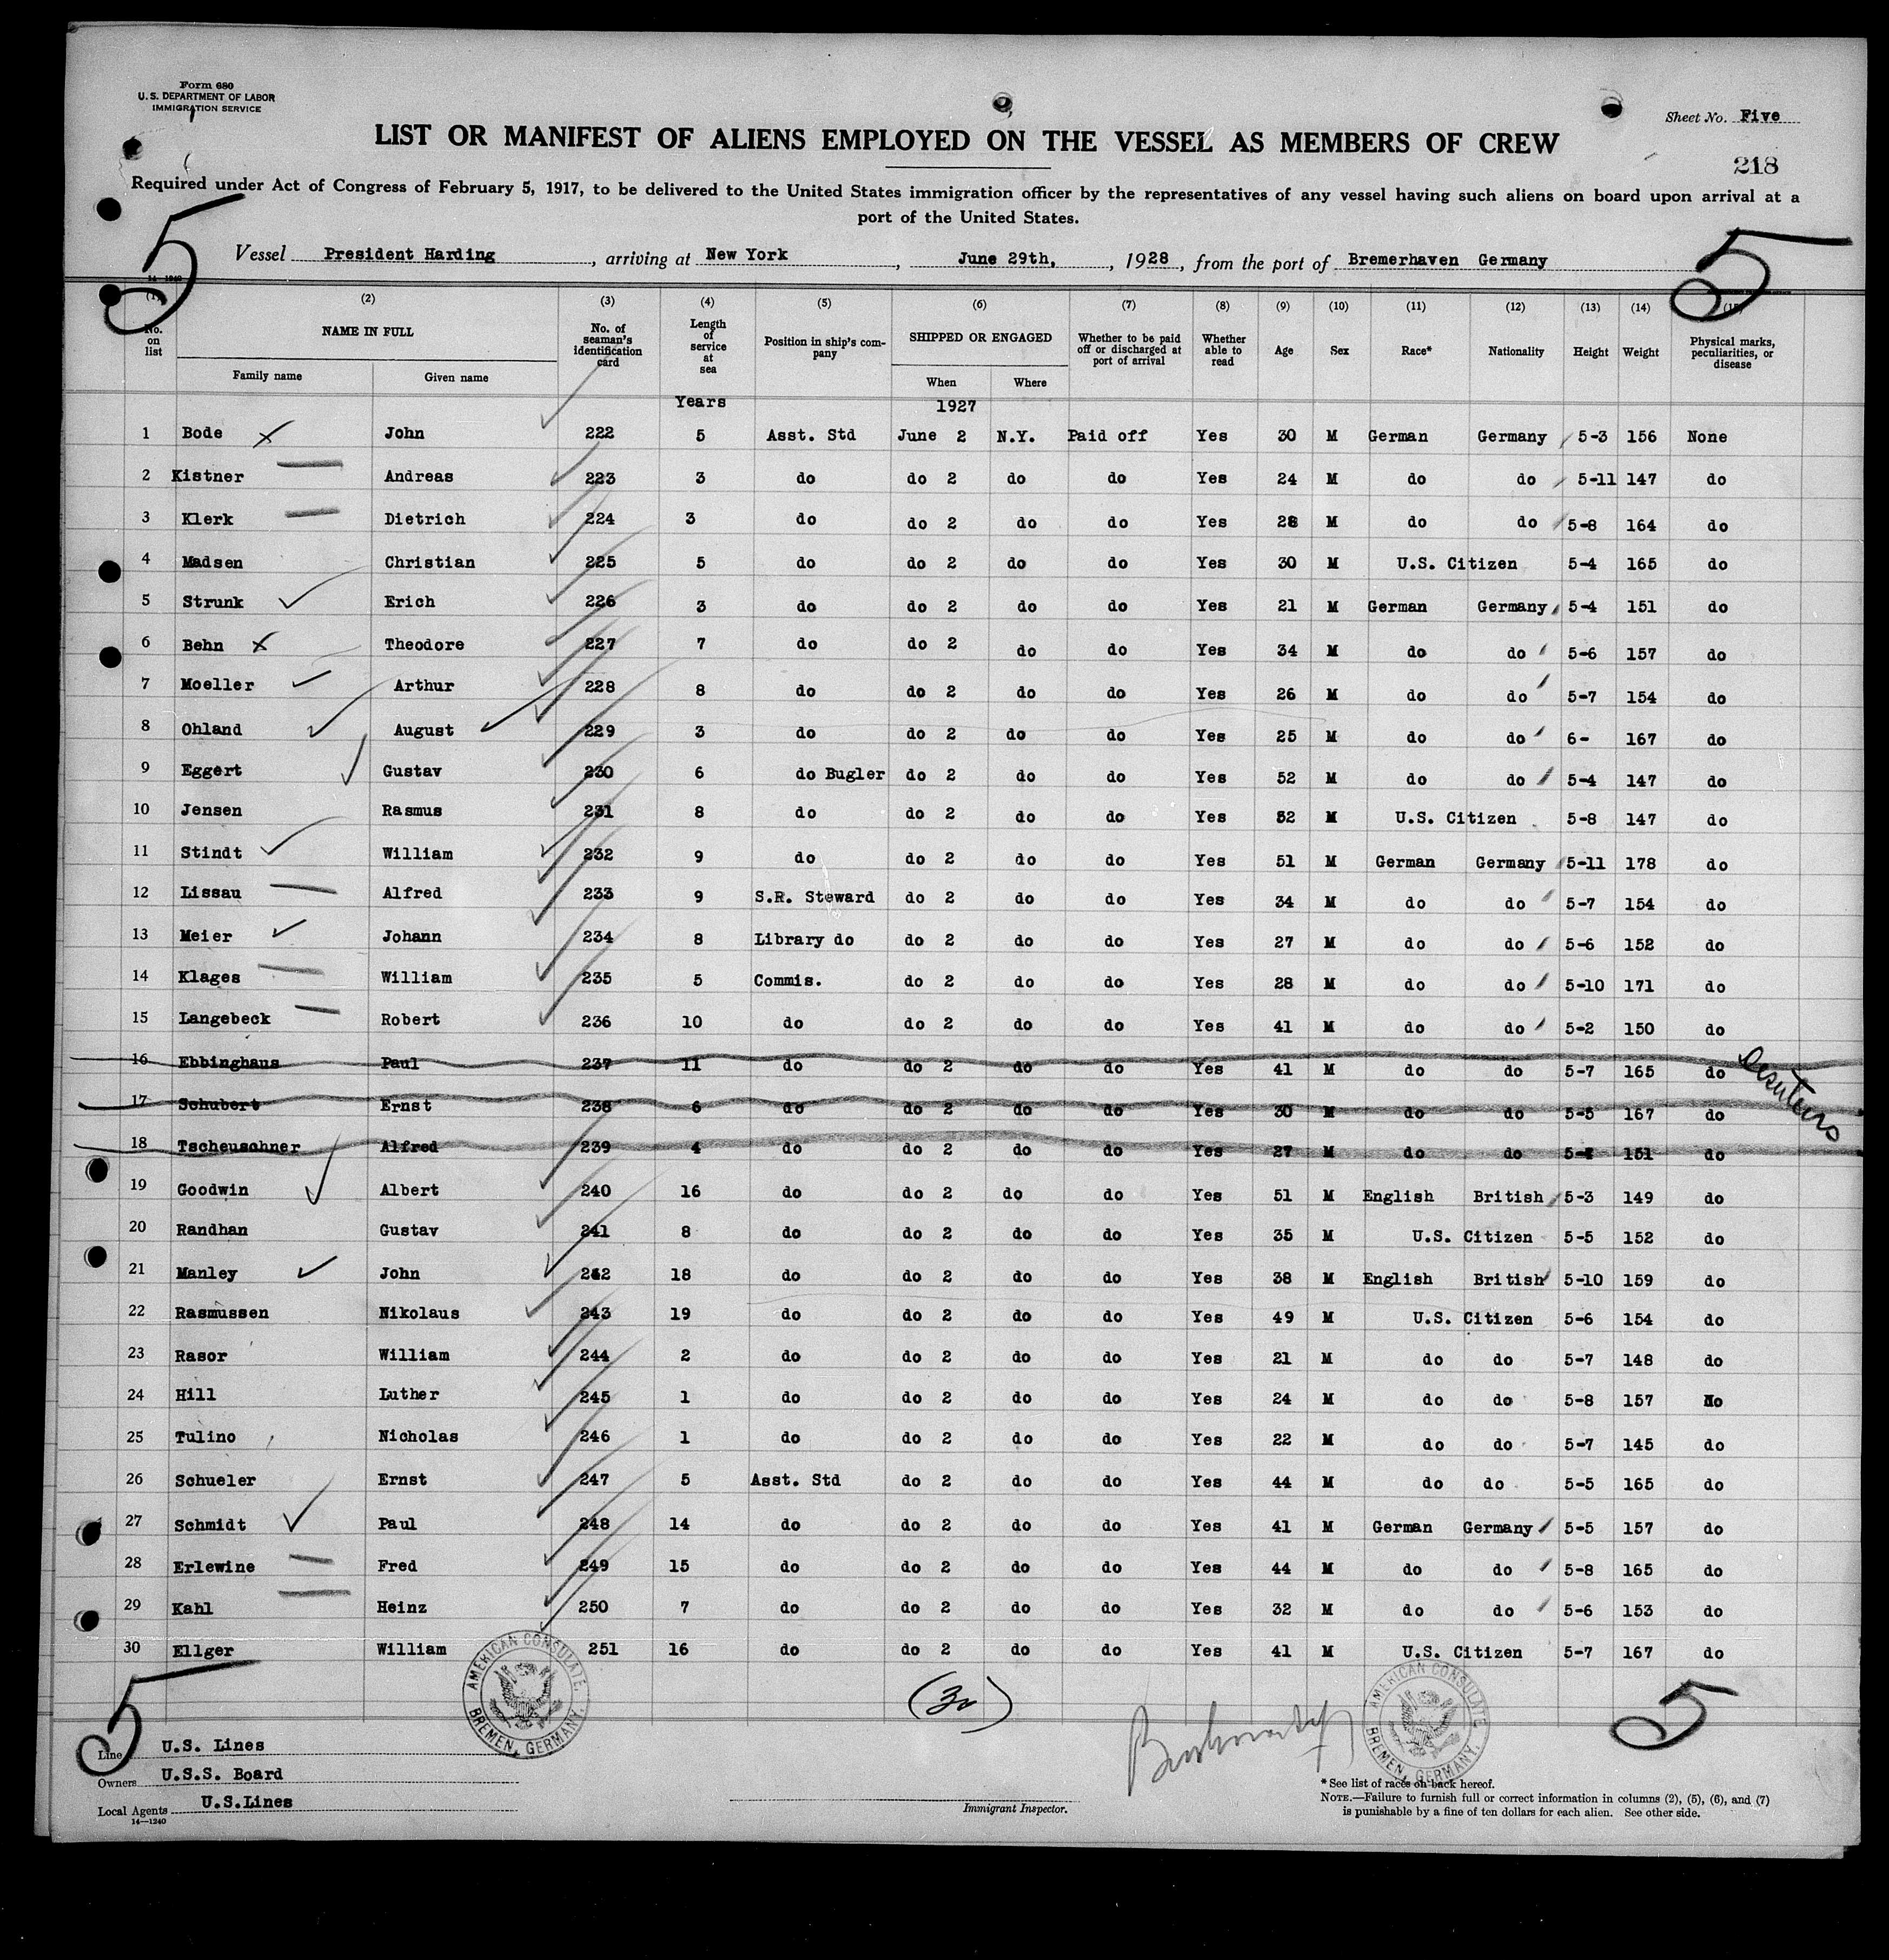 Form 680
U. S. DEPARTMENT OF LABOR
IMMIGRATION SERVICE
Sheet No. Five
LIST OR MANIFEST OF ALIENS EMPLOYED ON THE VESSEL AS MEMBERS OF CREW
218
Required under Act of Congress of February 5, 1917, to be delivered to the United States immigration officer by the representatives of any vessel having such aliens on board upon arrival at a
port of the United States.
5 5
Vessel President Harding, arriving at New York, June 29th, 1928, from the port of Bremerhaven Germany
(1) (2) (3) (4) (5) (6) (7) (8) (9) (10) (11) (12) (13) (14) (15)
No. on list NAME IN FULL Family name Given name No. of seaman's identification card Length of service at sea Position in ship's company SHIPPED OR ENGAGED When Where Whether to be paid off or discharged at port of arrival Whether able to read Age Sex Race* Nationality Height Weight Physical marks, peculiarities, or disease
Years 1927
1 Bode John 222 5 Asst. Std June 2 N.Y. Paid off Yes 30 M German Germany 5-3 156 None
2 Kistner Andreas 223 3 do do 2 do do Yes 24 M do do 5-11 147 do
3 Klerk Dietrich 224 3 do do 2 do do Yes 28 M do do 5-8 164 do
4 Madsen Christian 225 5 do do 2 do do Yes 30 M U.S. Citizen 5-4 165 do
5 Strunk Erich 226 3 do do 2 do do Yes 21 M German Germany 5-4 151 do
6 Behn Theodore 227 7 do do 2 do do Yes 34 M do do 5-6 157 do
7 Moeller Arthur 228 8 do do 2 do do Yes 26 M do do 5-7 154 do
8 Ohland August 229 3 do do 2 do do Yes 25 M do do 6- 167 do
9 Eggert Gustav 230 6 do Bugler do 2 do do Yes 52 M do do 5-4 147 do
10 Jensen Rasmus 231 8 do do 2 do do Yes 52 M U.S. Citizen 5-8 147 do
11 Stindt William 232 9 do do 2 do do Yes 51 M German Germany 5-11 178 do
12 Lissau Alfred 233 9 S.R. Steward do 2 do do Yes 34 M do do 5-7 154 do
13 Meier Johann 234 8 Library do do 2 do do Yes 27 M do do 5-6 152 do
14 Klages William 235 5 Commis. do 2 do do Yes 28 M do do 5-10 171 do
15 Langebeck Robert 236 10 do do 2 do do Yes 41 M do do 5-2 150 do
16 Ebbinghaus Paul 237 11 do do 2 do do Yes 41 M do do 5-7 165 do
17 Schubert Ernst 238 6 do do 2 do do Yes 30 M do do 5-5 167 do
18 Tscheuschner Alfred 239 4 do do 2 do do Yes 27 M do do 151 do
19 Goodwin Albert 240 16 do do 2 do do Yes 51 M English British 5-3 149 do
20 Randhan Gustav 241 8 do do 2 do do Yes 35 M U.S. Citizen 5-5 152 do
21 Manley John 242 18 do do 2 do do Yes 38 M English British 5-10 159 do
22 Rasmussen Nikolaus 243 19 do do 2 do do Yes 49 M U.S. Citizen 5-6 154 do
23 Rasor William 244 2 do do 2 do do Yes 21 M do do 5-7 148 do
24 Hill Luther 245 1 do do 2 do do Yes 24 M do do 5-8 157 No
25 Tulino Nicholas 246 1 do do 2 do do Yes 22 M do do 5-7 145 do
26 Schueler Ernst 247 5 Asst. Std do 2 do do Yes 44 M do do 5-5 165 do
27 Schmidt Paul 248 14 do do 2 do do Yes 41 M German Germany 5-5 157 do
28 Erlewine Fred 249 15 do do 2 do do Yes 44 M do do 5-8 165 do
29 Kahl Heinz 250 7 do do 2 do do Yes 32 M do do 5-6 153 do
30 Ellger William 251 16 do do 2 do do Yes 41 M U.S. Citizen 5-7 167 do
(30)
AMERICAN CONSULATE, BREMEN, GERMANY.
AMERICAN CONSULATE, BREMEN, GERMANY.
5 5
Line U.S. Lines
Owners U.S.S. Board
Local Agents U.S.Lines
14—1240
Immigrant Inspector.
*See list of races on back hereof.
NOTE.—Failure to furnish full or correct information in columns (2), (5), (6), and (7)
is punishable by a fine of ten dollars for each alien. See other side.